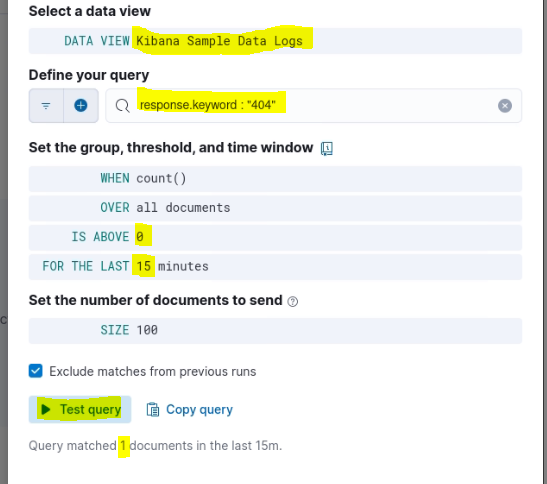 Select a data view
DATA VIEW Kibana Sample Data Logs
Define your query
response.keyword : "404"
Set the group, threshold, and time window
WHEN count()
OVER all documents
IS ABOVE 0
FOR THE LAST 15 minutes
Set the number of documents to send
SIZE 100
Exclude matches from previous runs
Test query Copy query
Query matched 1 documents in the last 15m.